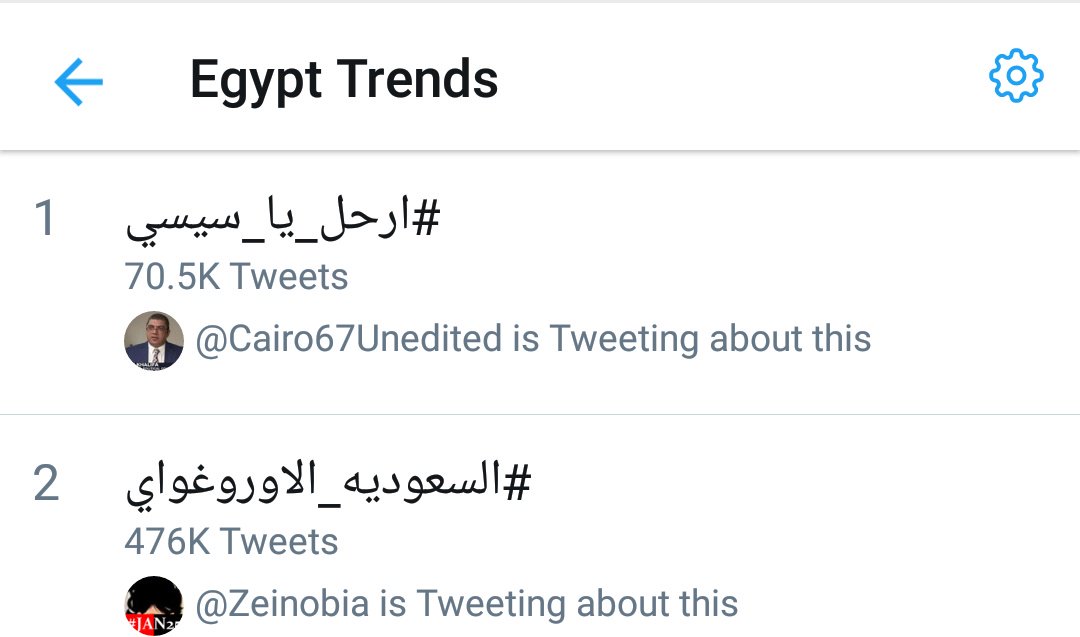 Egypt Trends
1
#ارحل_يا_سيسي
70.5K Tweets
@Cairo67Unedited is Tweeting about this
2
#السعوديه_الاوروغواي
476K Tweets
@Zeinobia is Tweeting about this
#JAN25